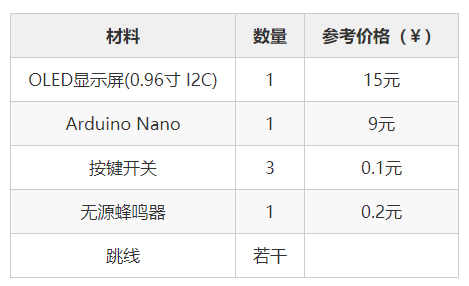 材料 数量 参考价格（￥）
OLED显示屏(0.96寸 I2C) 1 15元
Arduino Nano 1 9元
按键开关 3 0.1元
无源蜂鸣器 1 0.2元
跳线 若干